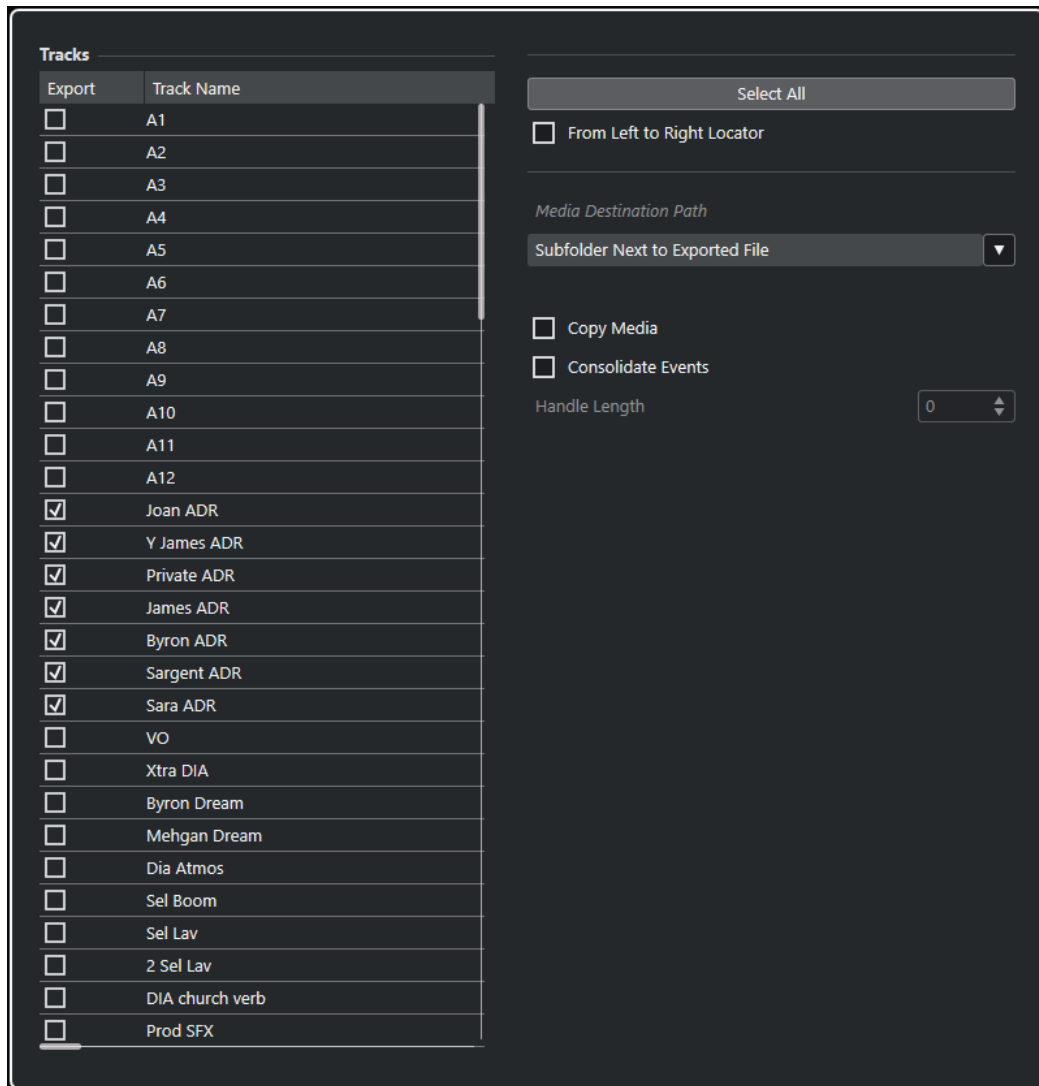 Tracks
Export Track Name
A1
A2
A3
A4
A5
A6
A7
A8
A9
A10
A11
A12
Joan ADR
Y James ADR
Private ADR
James ADR
Byron ADR
Sargent ADR
Sara ADR
VO
Xtra DIA
Byron Dream
Mehgan Dream
Dia Atmos
Sel Boom
Sel Lav
2 Sel Lav
DIA church verb
Prod SFX
Select All
From Left to Right Locator
Media Destination Path
Subfolder Next to Exported File
Copy Media
Consolidate Events
Handle Length 0